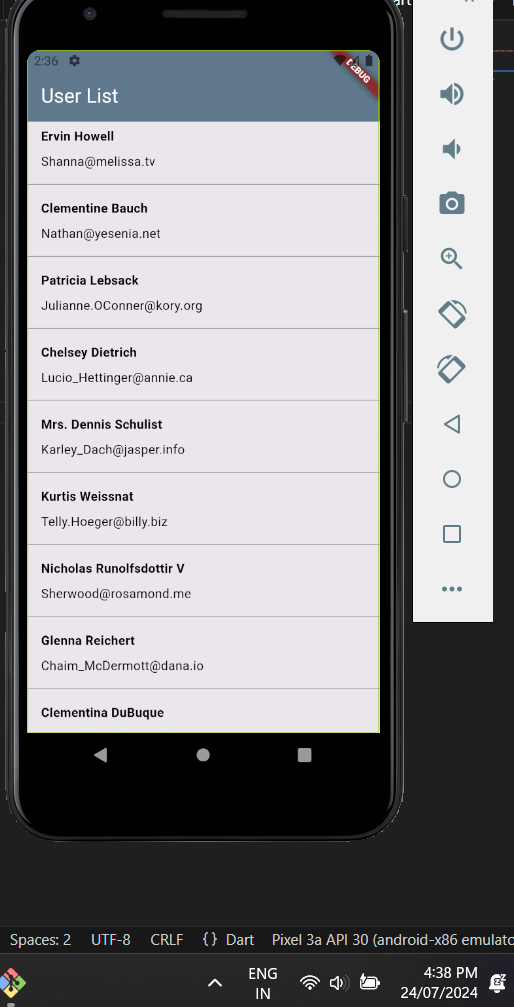 2:36
DEBUG
User List
Ervin Howell
Shanna@melissa.tv
Clementine Bauch
Nathan@yesenia.net
Patricia Lebsack
Julianne.OConner@kory.org
Chelsey Dietrich
Lucio_Hettinger@annie.ca
Mrs. Dennis Schulist
Karley_Dach@jasper.info
Kurtis Weissnat
Telly.Hoeger@billy.biz
Nicholas Runolfsdottir V
Sherwood@rosamond.me
Glenna Reichert
Chaim_McDermott@dana.io
Clementina DuBuque
Spaces: 2 UTF-8 CRLF {} Dart Pixel 3a API 30 (android-x86 emulato
ENG 4:38 PM
IN 24/07/2024